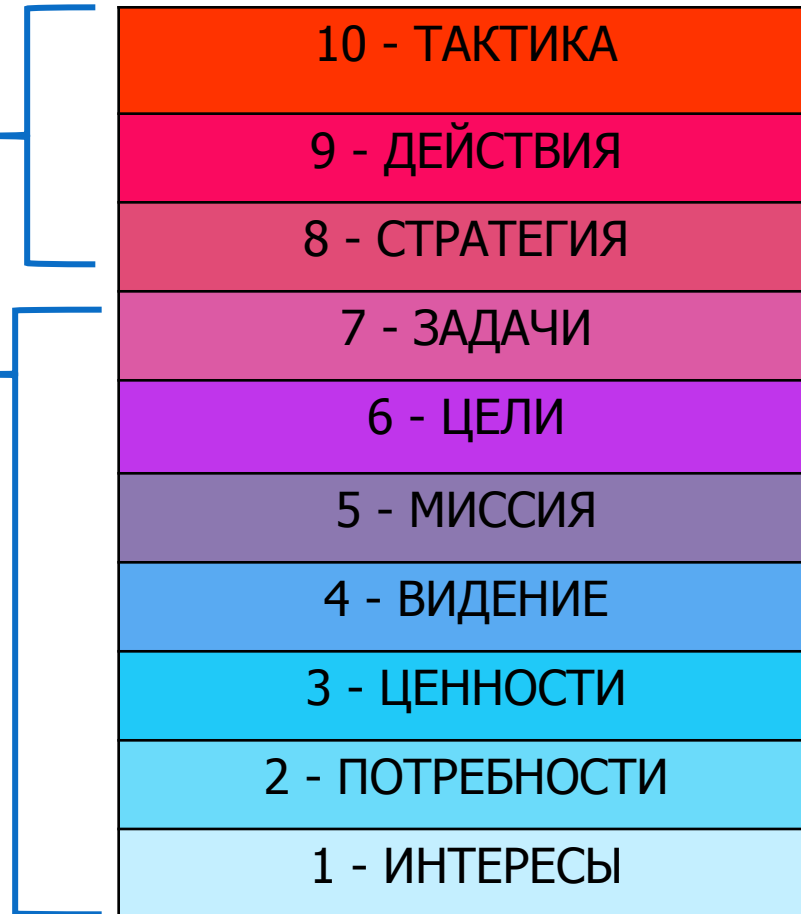 10 - ТАКТИКА
9 - ДЕЙСТВИЯ
8 - СТРАТЕГИЯ
7 - ЗАДАЧИ
6 - ЦЕЛИ
5 - МИССИЯ
4 - ВИДЕНИЕ
3 - ЦЕННОСТИ
2 - ПОТРЕБНОСТИ
1 - ИНТЕРЕСЫ